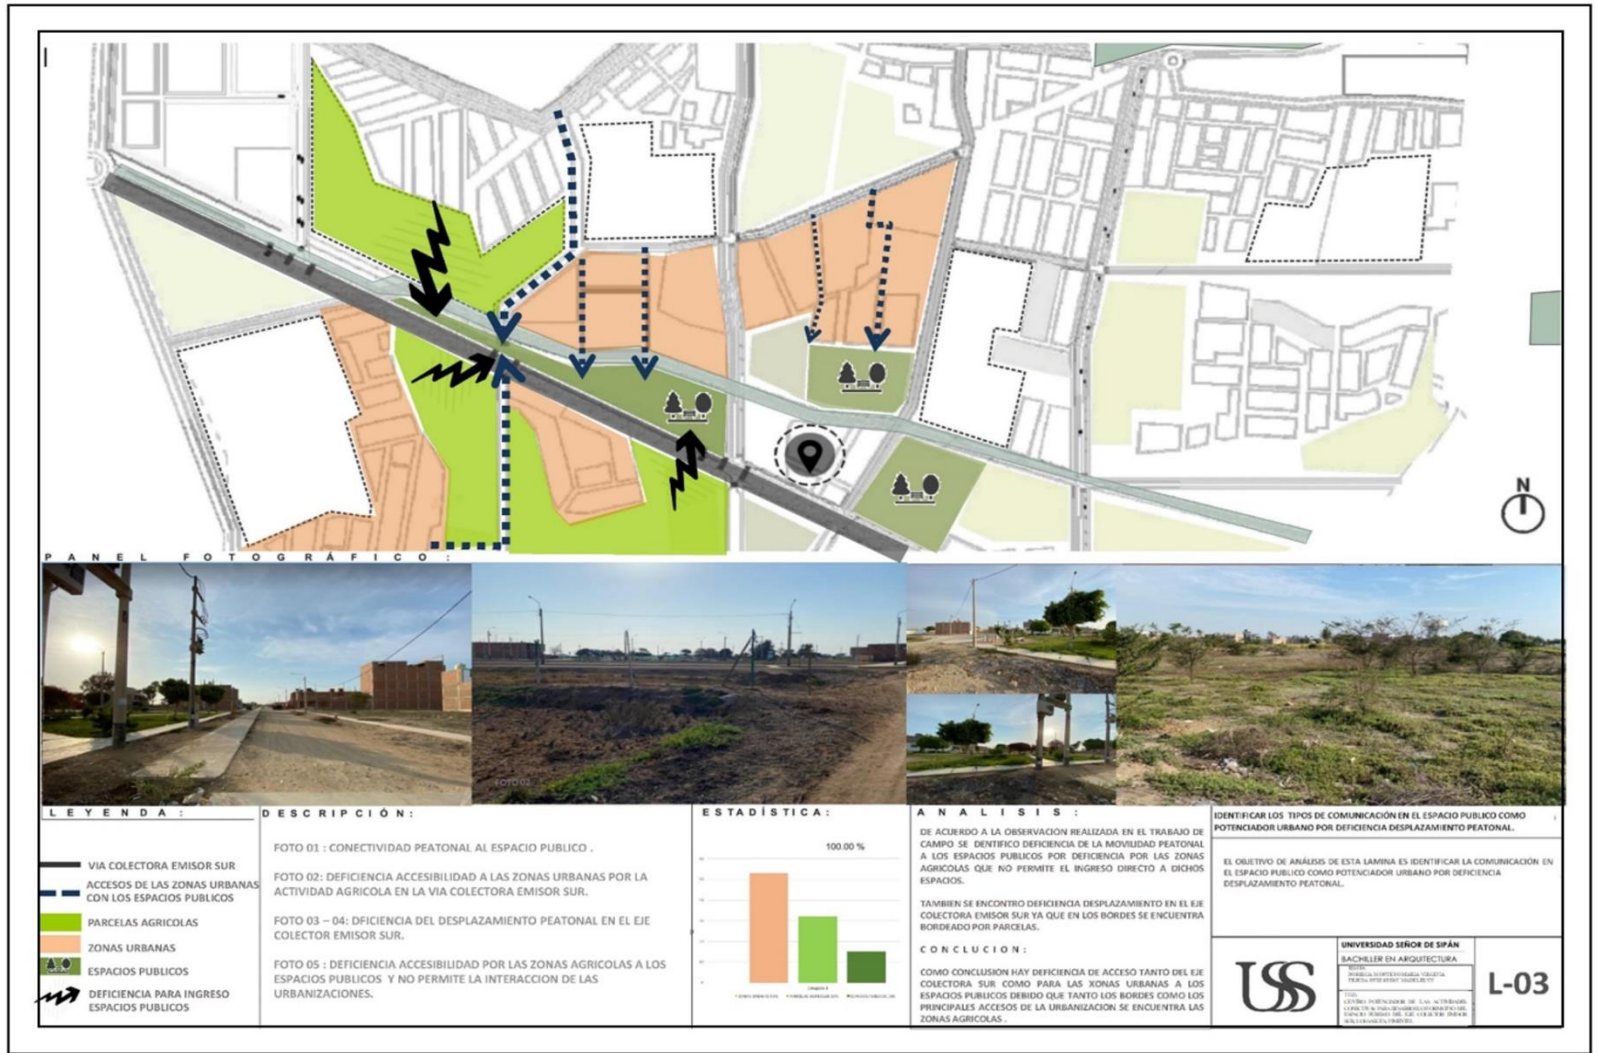 N
PANEL FOTOGRÁFICO:
FOTO 02
LEYENDA:
VIA COLECTORA EMISOR SUR
ACCESOS DE LAS ZONAS URBANAS
CON LOS ESPACIOS PUBLICOS
PARCELAS AGRICOLAS
ZONAS URBANAS
ESPACIOS PUBLICOS
DEFICIENCIA PARA INGRESO
ESPACIOS PUBLICOS
DESCRIPCIÓN:
FOTO 01 : CONECTIVIDAD PEATONAL AL ESPACIO PUBLICO .
FOTO 02: DEFICIENCIA ACCESIBILIDAD A LAS ZONAS URBANAS POR LA
ACTIVIDAD AGRICOLA EN LA VIA COLECTORA EMISOR SUR.
FOTO 03 – 04: DFICIENCIA DEL DESPLAZAMIENTO PEATONAL EN EL EJE
COLECTOR EMISOR SUR.
FOTO 05 : DEFICIENCIA ACCESIBILIDAD POR LAS ZONAS AGRICOLAS A LOS
ESPACIOS PUBLICOS Y NO PERMITE LA INTERACCION DE LAS
URBANIZACIONES.
ESTADÍSTICA:
100.00 %
ANALISIS:
DE ACUERDO A LA OBSERVACIÓN REALIZADA EN EL TRABAJO DE
CAMPO SE DENTIFICO DEFICIENCIA DE LA MOVILIDAD PEATONAL
A LOS ESPACIOS PUBLICOS POR DEFICIENCIA POR LAS ZONAS
AGRÍCOLAS QUE NO PERMITE EL INGRESO DIRECTO A DICHOS
ESPACIOS.
TAMBIEN SE ENCONTRO DEFICIENCIA DESPLAZAMIENTO EN EL EJE
COLECTORA EMISOR SUR YA QUE EN LOS BORDES SE ENCUENTRA
BORDEADO POR PARCELAS.
CONCLUCION:
COMO CONCLUSION HAY DEFICIENCIA DE ACCESO TANTO DEL EJE
COLECTORA SUR COMO PARA LAS XONAS URBANAS A LOS
ESPACIOS PUBLICOS DEBIDO QUE TANTO LOS BORDES COMO LOS
PRINCIPALES ACCESOS DE LA URBANIZACION SE ENCUENTRA LAS
ZONAS AGRICOLAS .
IDENTIFICAR LOS TIPOS DE COMUNICACIÓN EN EL ESPACIO PUBLICO COMO
POTENCIADOR URBANO POR DEFICIENCIA DESPLAZAMIENTO PEATONAL.
EL OBJETIVO DE ANÁLISIS DE ESTA LAMINA ES IDENTIFICAR LA COMUNICACIÓN EN
EL ESPACIO PUBLICO COMO POTENCIADOR URBANO POR DEFICIENCIA
DESPLAZAMIENTO PEATONAL.
USS
UNIVERSIDAD SEÑOR DE SIPÁN
BACHILLER EN ARQUITECTURA
L-03